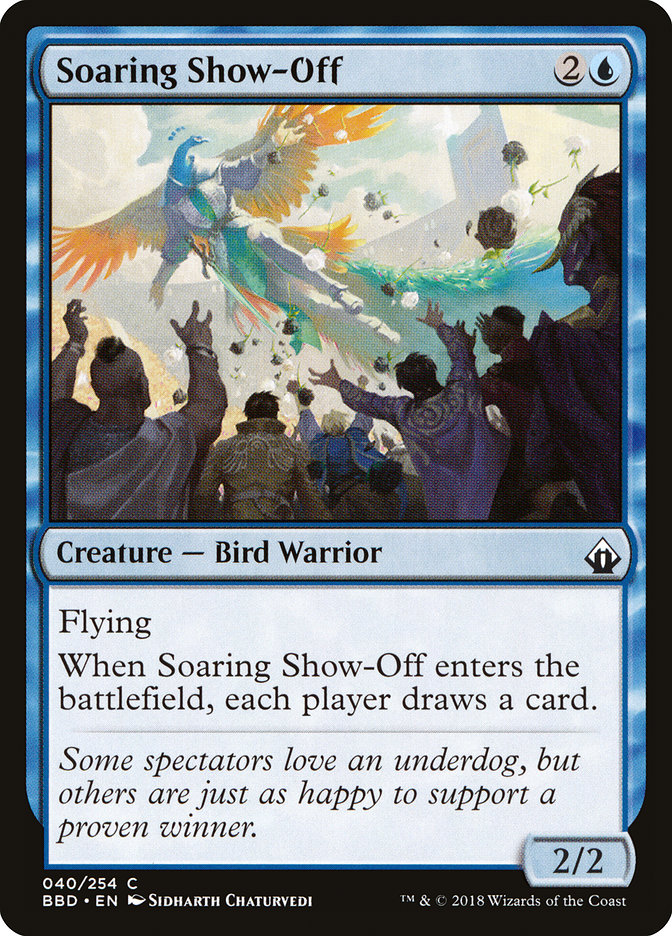 Soaring Show-Off 2
Creature — Bird Warrior
Flying
When Soaring Show-Off enters the
battlefield, each player draws a card.
Some spectators love an underdog, but
others are just as happy to support a
proven winner.
2/2
040/254 C
BBD • EN Sidharth Chaturvedi ™ & © 2018 Wizards of the Coast